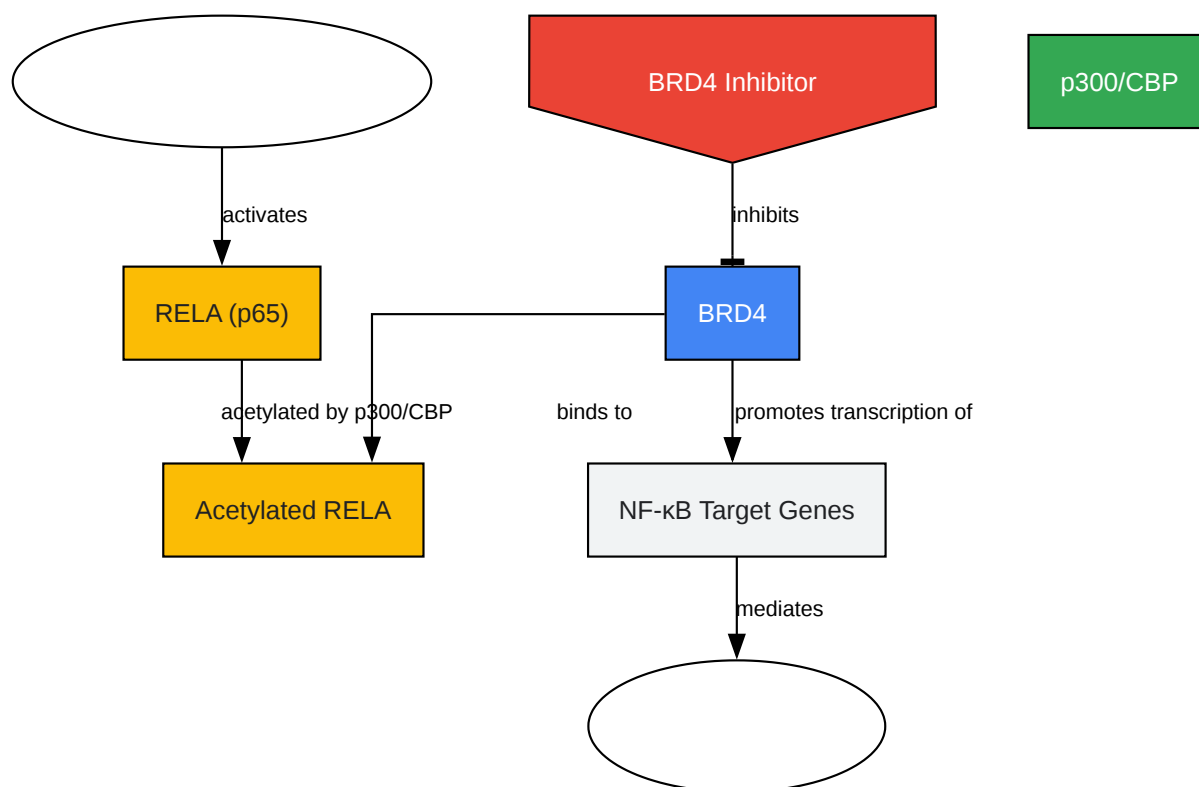 BRD4 Inhibitor
p300/CBP
activates
inhibits
RELA (p65)
BRD4
acetylated by p300/CBP
binds to
promotes transcription of
Acetylated RELA
NF-κB Target Genes
mediates